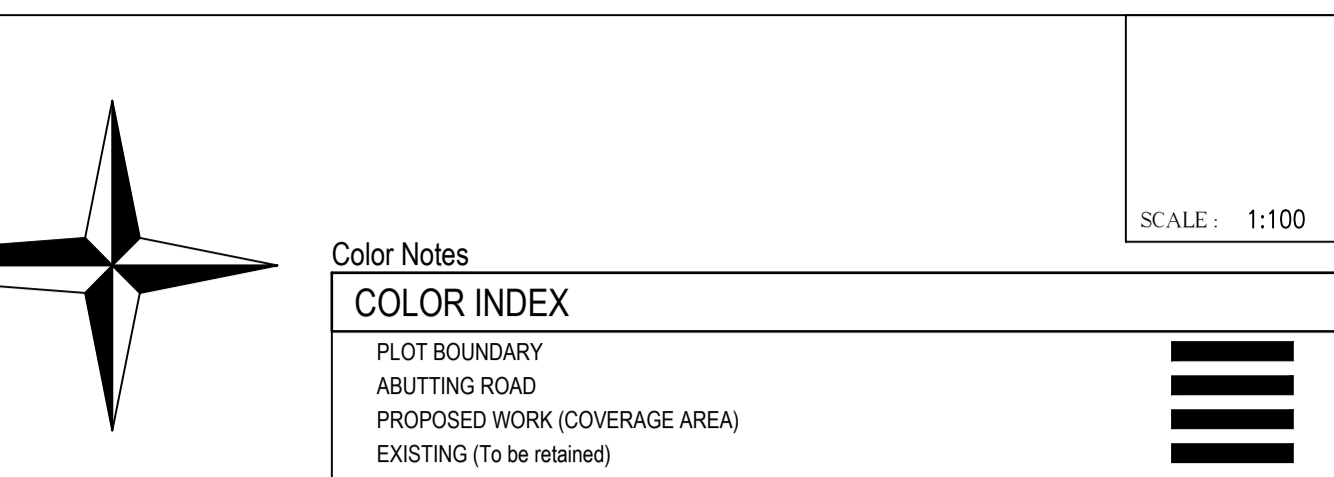 SCALE : 1:100
Color Notes
COLOR INDEX
PLOT BOUNDARY
ABUTTING ROAD
PROPOSED WORK (COVERAGE AREA)
EXISTING (To be retained)